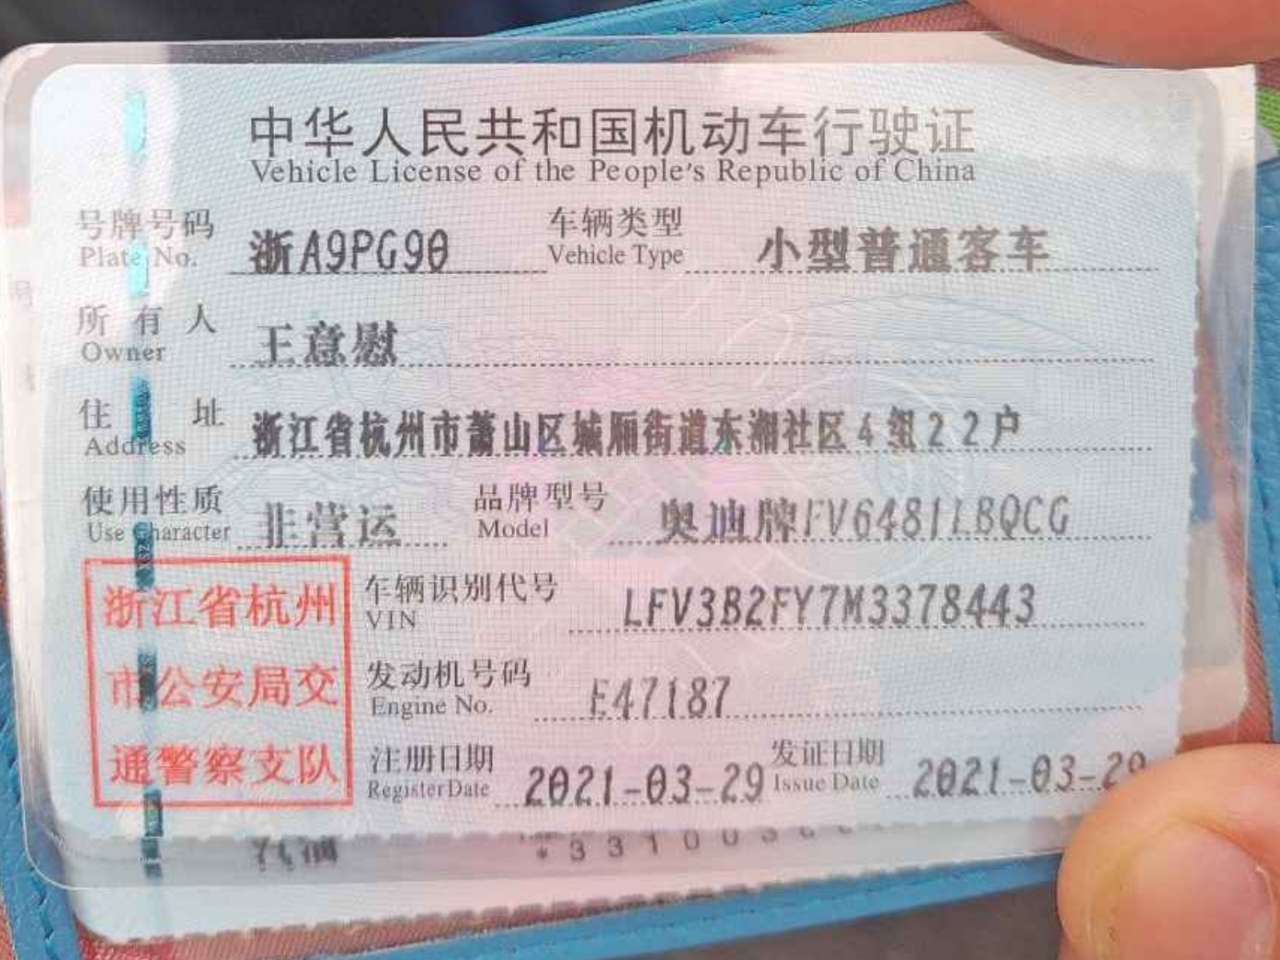 中华人民共和国机动车行驶证
Vehicle License of the People's Republic of China
号牌号码 浙A9PG90 车辆类型 小型普通客车
Plate No. Vehicle Type
所有人 王意慰
Owner
住址 浙江省杭州市萧山区城厢街道东湘社区4组22户
Address
使用性质 非营运 品牌型号 奥迪牌FV6481LBQCG
Use Character Model
浙江省杭州
市公安局交
通警察支队
车辆识别代号 LFV3B2FY7M3378443
VIN
发动机号码 E47187
Engine No.
注册日期 2021-03-29 发证日期 2021-03-29
Register Date Issue Date
汽油